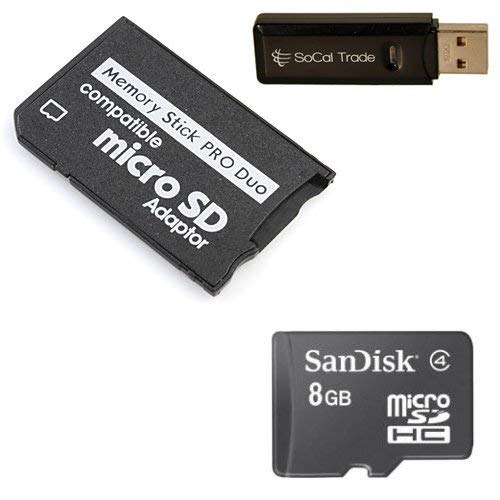 SoCal Trade
Memory Stick PRO Duo
compatible
micro SD
Adaptor
SanDisk 4
8GB
micro
SD
HC